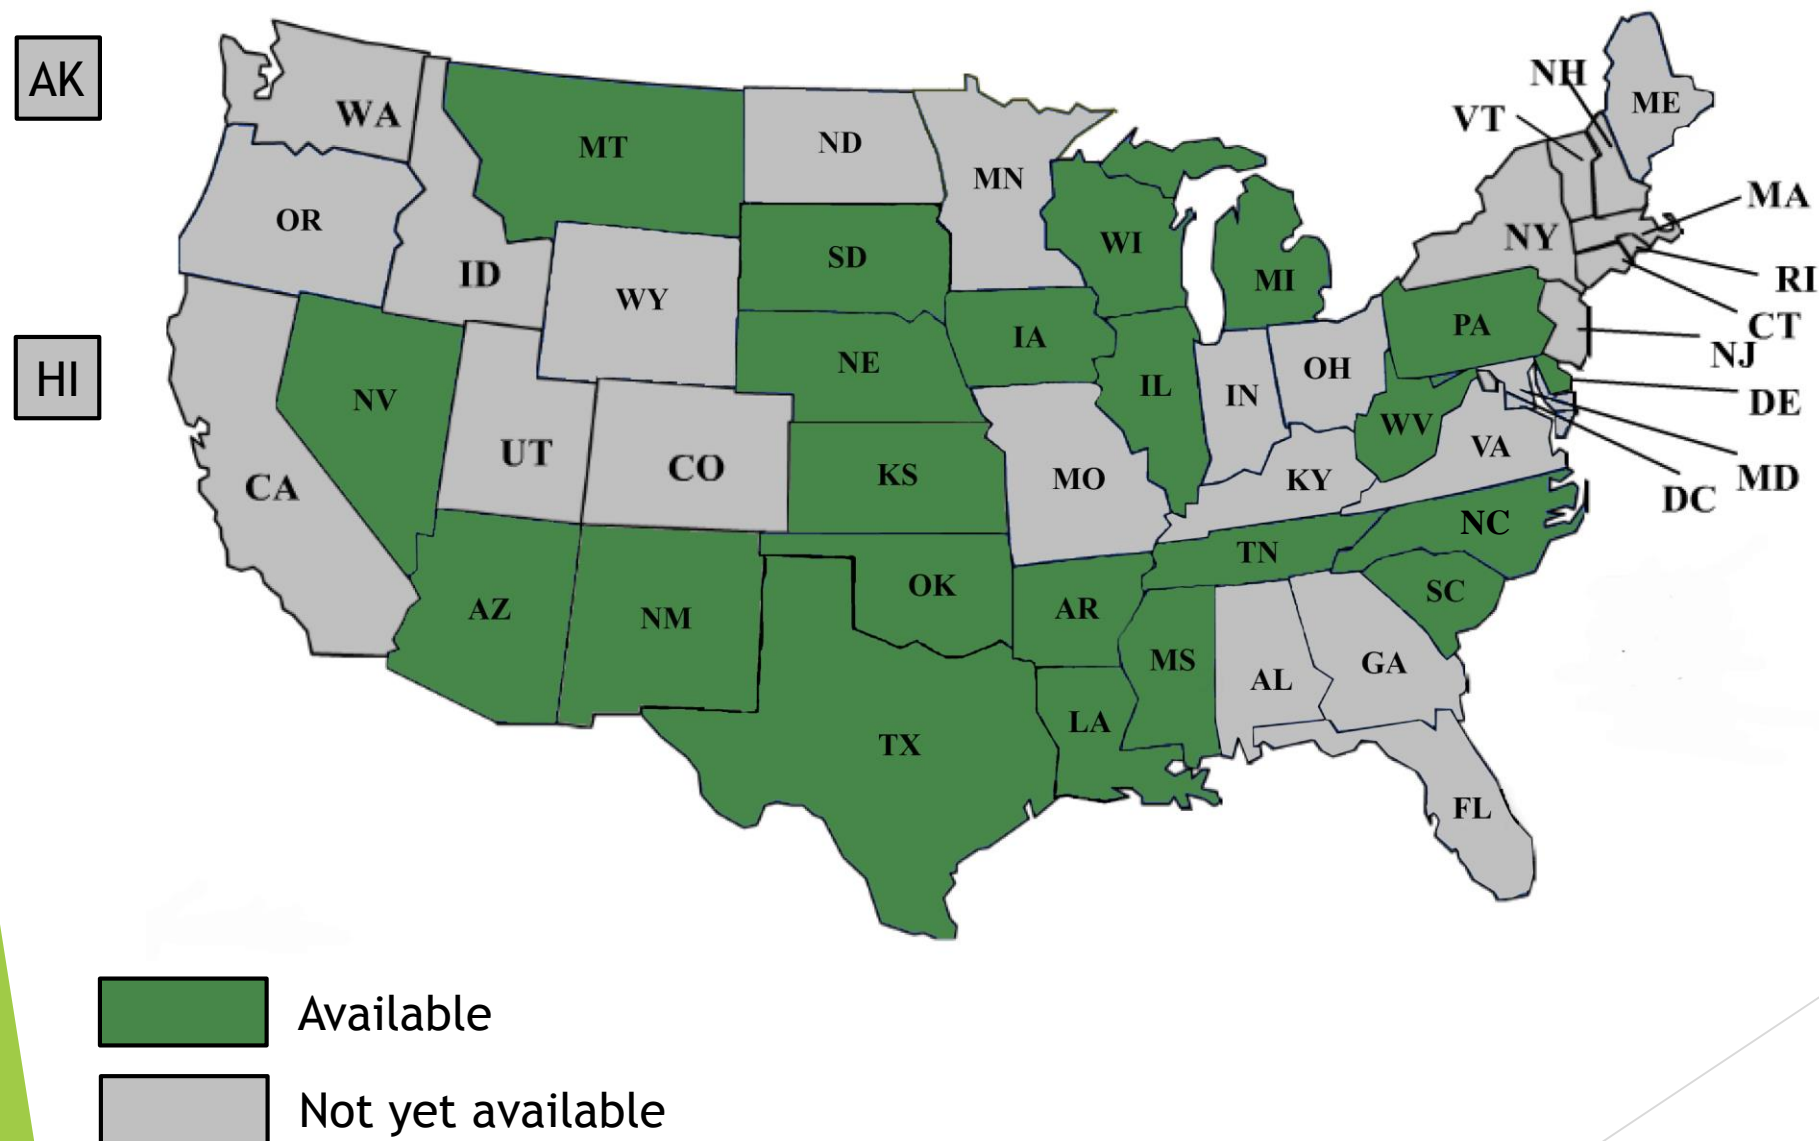 AK
HI
WA
OR
CA
NV
ID
MT
WY
UT
CO
AZ
NM
ND
SD
NE
KS
OK
TX
MN
IA
MO
AR
LA
WI
IL
MI
IN
OH
KY
TN
MS
AL
GA
FL
SC
NC
VA
WV
PA
NY
VT
NH
ME
MA
RI
CT
NJ
DE
MD
DC
Available
Not yet available